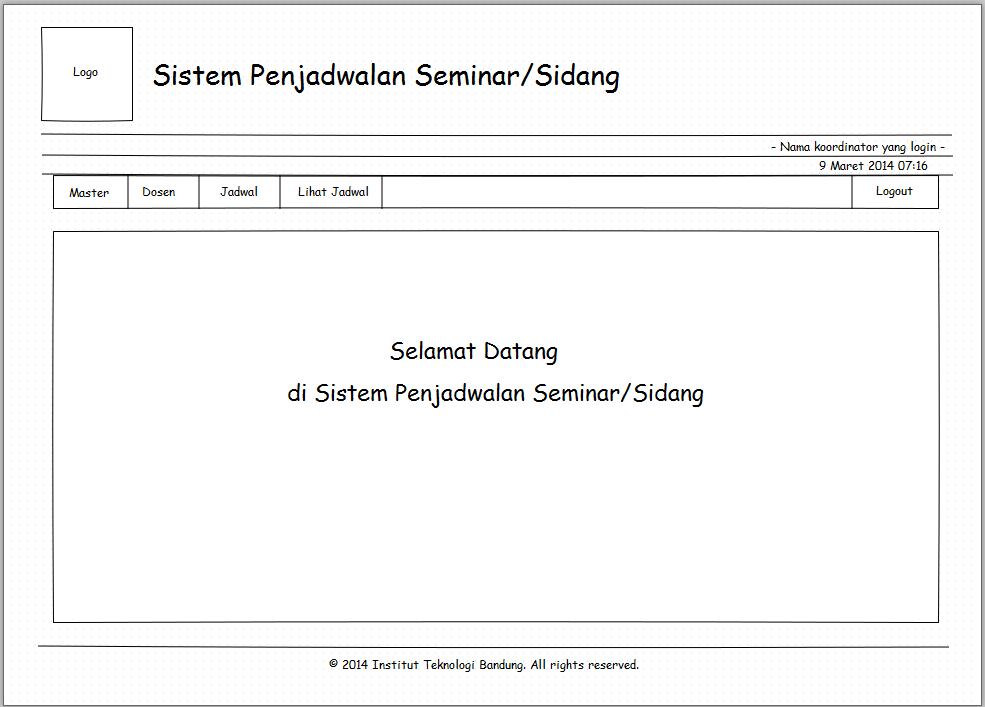 Logo
Sistem Penjadwalan Seminar/Sidang
- Nama koordinator yang login -
9 Maret 2014 07:16
Master Dosen Jadwal Lihat Jadwal Logout
Selamat Datang
di Sistem Penjadwalan Seminar/Sidang
© 2014 Institut Teknologi Bandung. All rights reserved.